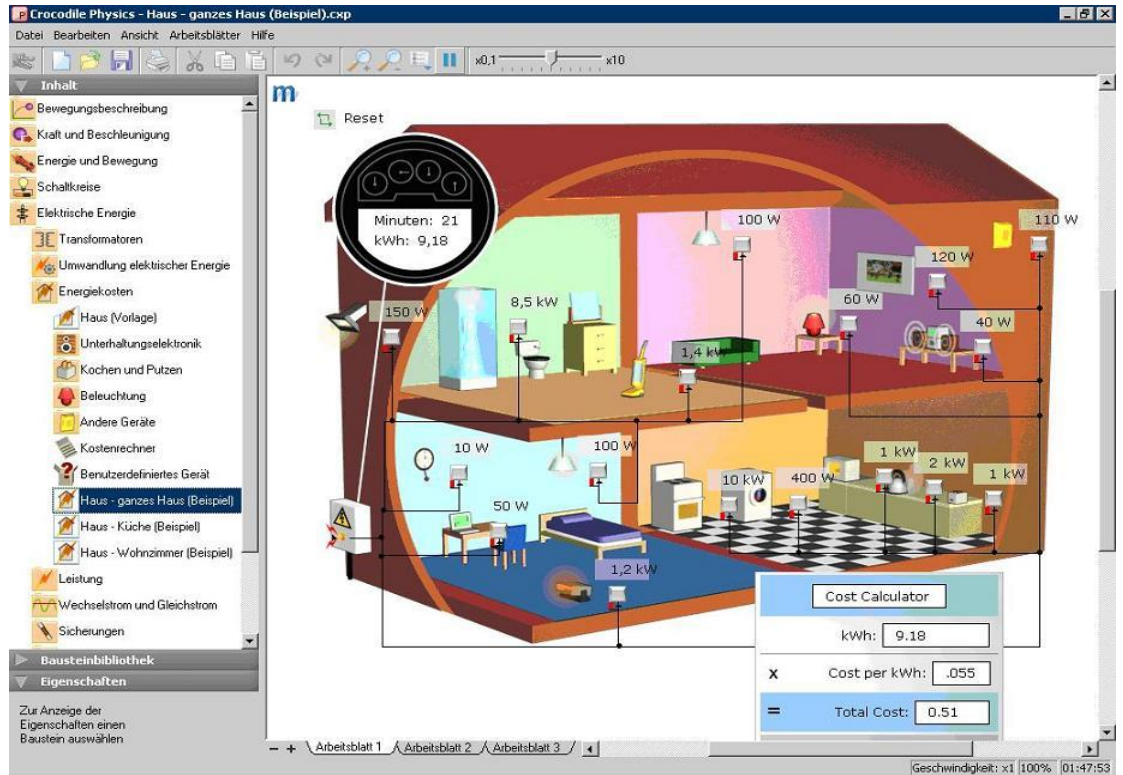 Crocodile Physics - Haus - ganzes Haus (Beispiel).cxp
Datei Bearbeiten Ansicht Arbeitsblätter Hilfe
x0,1 x10
Inhalt
Bewegungsbeschreibung
Kraft und Beschleunigung
Energie und Bewegung
Schaltkreise
Elektrische Energie
Transformatoren
Umwandlung elektrischer Energie
Energiekosten
Haus (Vorlage)
Unterhaltungselektronik
Kochen und Putzen
Beleuchtung
Andere Geräte
Kostenrechner
Benutzerdefiniertes Gerät
Haus - ganzes Haus (Beispiel)
Haus - Küche (Beispiel)
Haus - Wohnzimmer (Beispiel)
Leistung
Wechselstrom und Gleichstrom
Sicherungen
Bausteinbibliothek
Eigenschaften
Zur Anzeige der
Eigenschaften einen
Baustein auswählen
m
Reset
Minuten: 21
kWh: 9,18
100 W
110 W
120 W
150 W
8,5 kW
60 W
40 W
1,4 kW
10 W
100 W
1 kW
2 kW
1 kW
10 kW
400 W
50 W
1,2 kW
Cost Calculator
kWh: 9.18
x Cost per kWh: .055
= Total Cost: 0.51
- + Arbeitsblatt 1 Arbeitsblatt 2 Arbeitsblatt 3
Geschwindigkeit: x1 100% 01:47:53